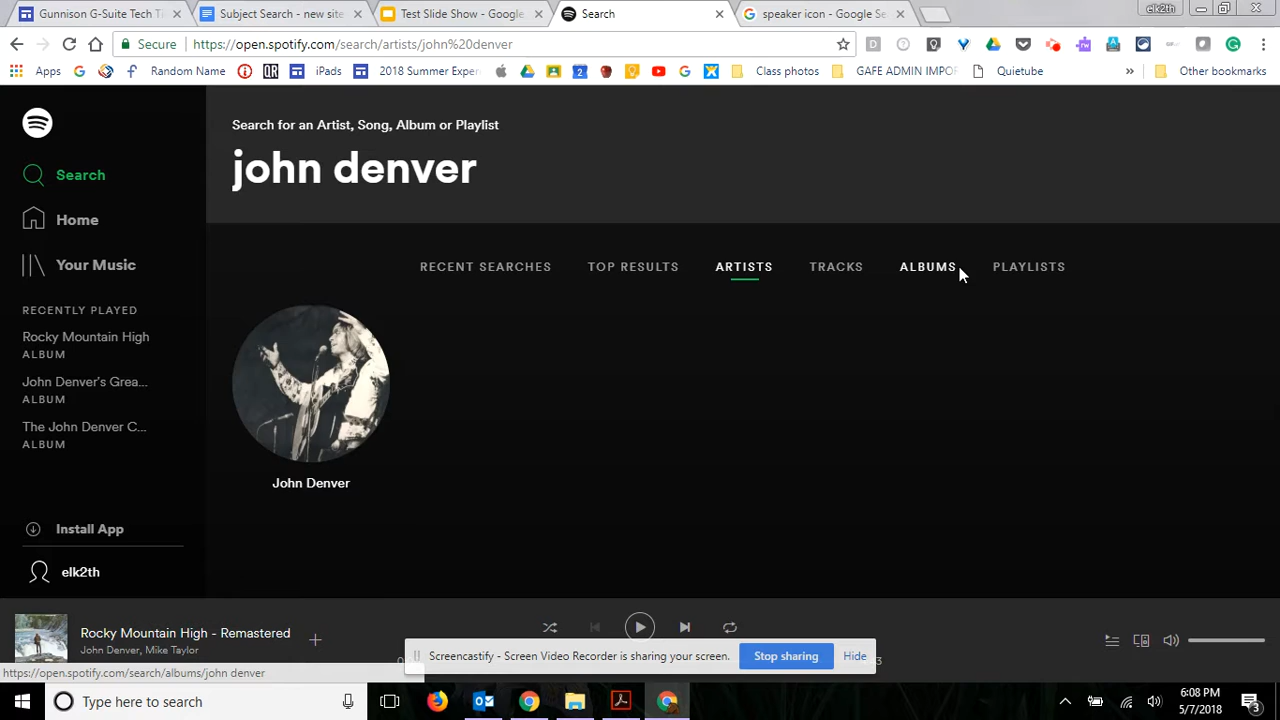 Gunnison G-Suite Tech Ti
Subject Search - new site
Test Slide Show - Google
Search
speaker icon - Google Se
elk2th
Secure
https://open.spotify.com/search/artists/john%20denver
Apps
Random Name
iPads
2018 Summer Exper
Class photos
GAFE ADMIN IMPOR
Quietube
»
Other bookmarks
Search
Home
Your Music
RECENTLY PLAYED
Rocky Mountain High
ALBUM
John Denver's Grea...
ALBUM
The John Denver C...
ALBUM
Install App
elk2th
Search for an Artist, Song, Album or Playlist
john denver
RECENT SEARCHES
TOP RESULTS
ARTISTS
TRACKS
ALBUMS
PLAYLISTS
John Denver
Rocky Mountain High - Remastered
John Denver, Mike Taylor
Screencastify - Screen Video Recorder is sharing your screen.
Stop sharing
Hide
https://open.spotify.com/search/albums/john denver
Type here to search
6:08 PM
5/7/2018